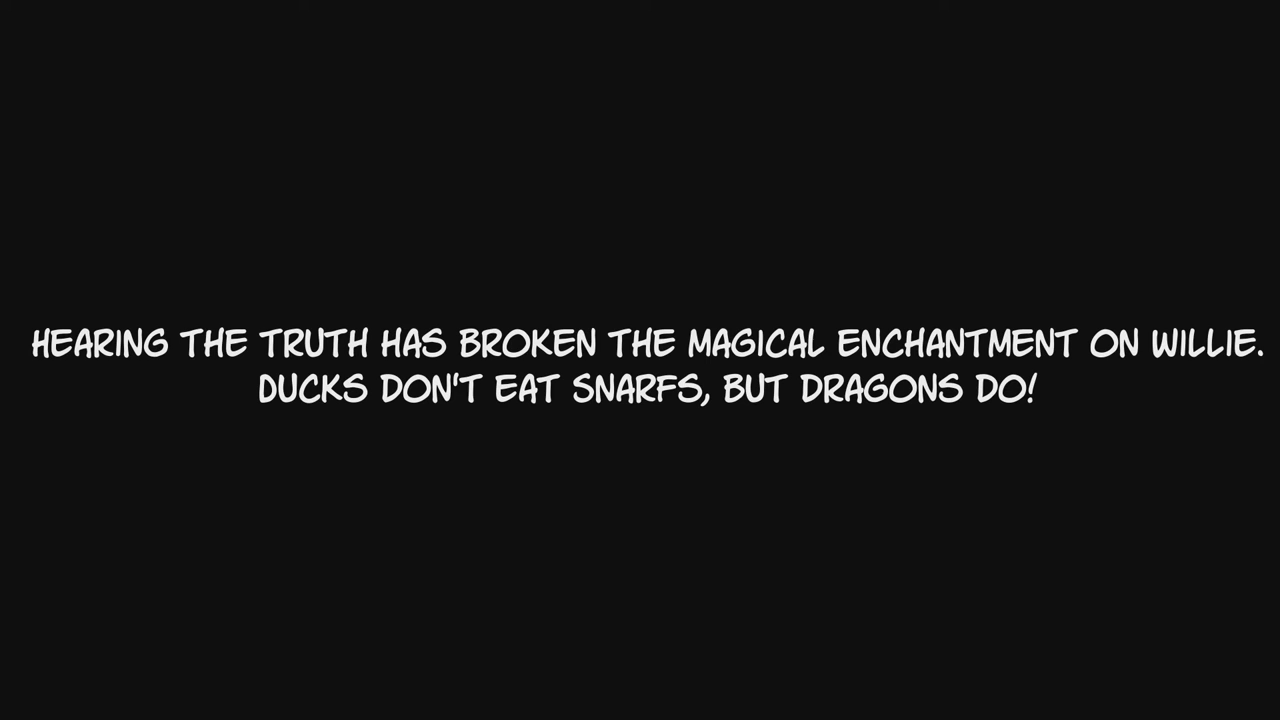 HEARING THE TRUTH HAS BROKEN THE MAGICAL ENCHANTMENT ON WILLIE.
DUCKS DON'T EAT SNARFS, BUT DRAGONS DO!